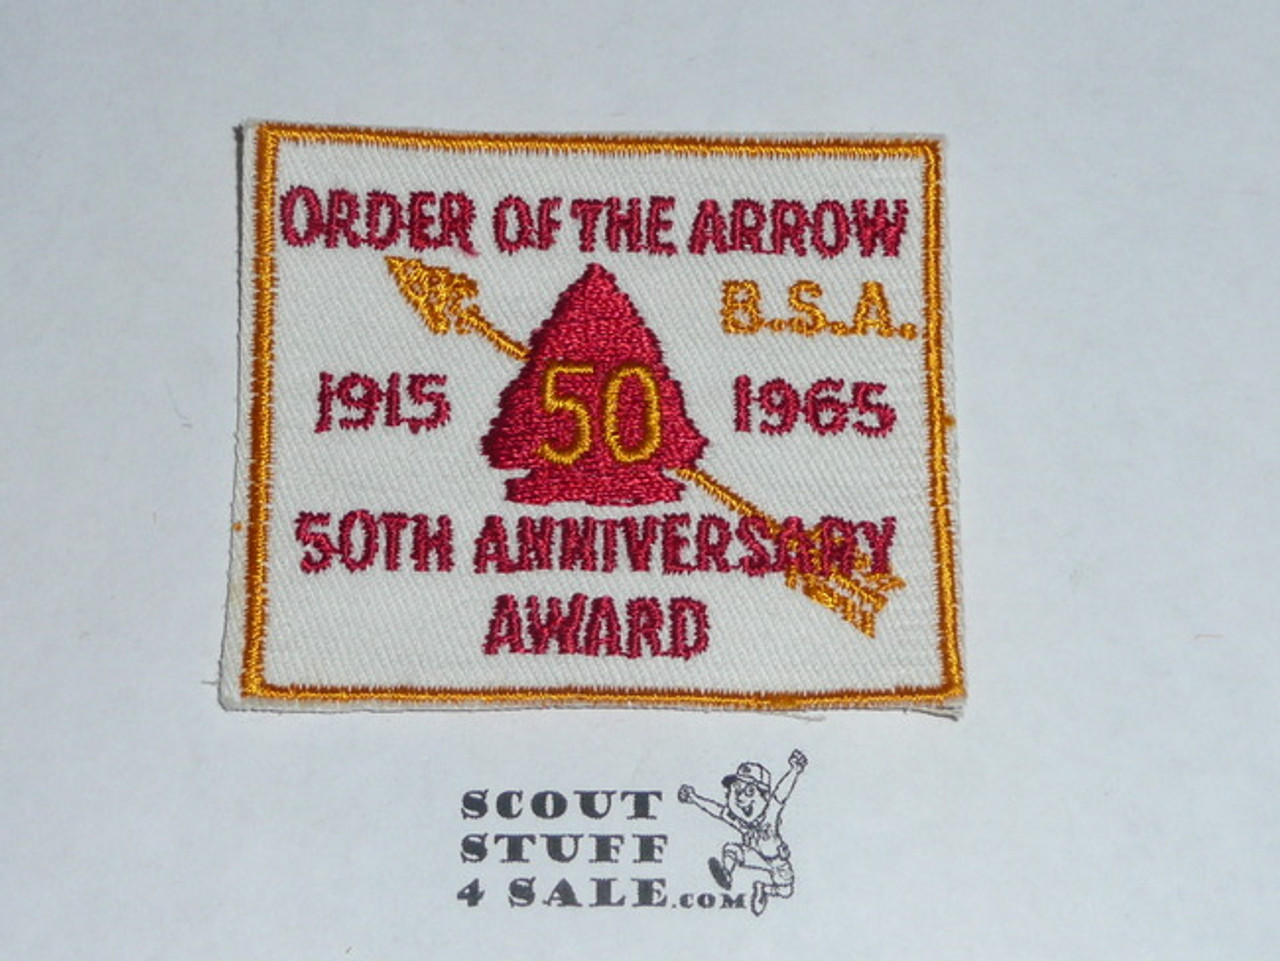 ORDER OF THE ARROW
B.S.A.
1915 50 1965
50TH ANNIVERSARY
AWARD
SCOUT
STUFF
4 SALE.COM